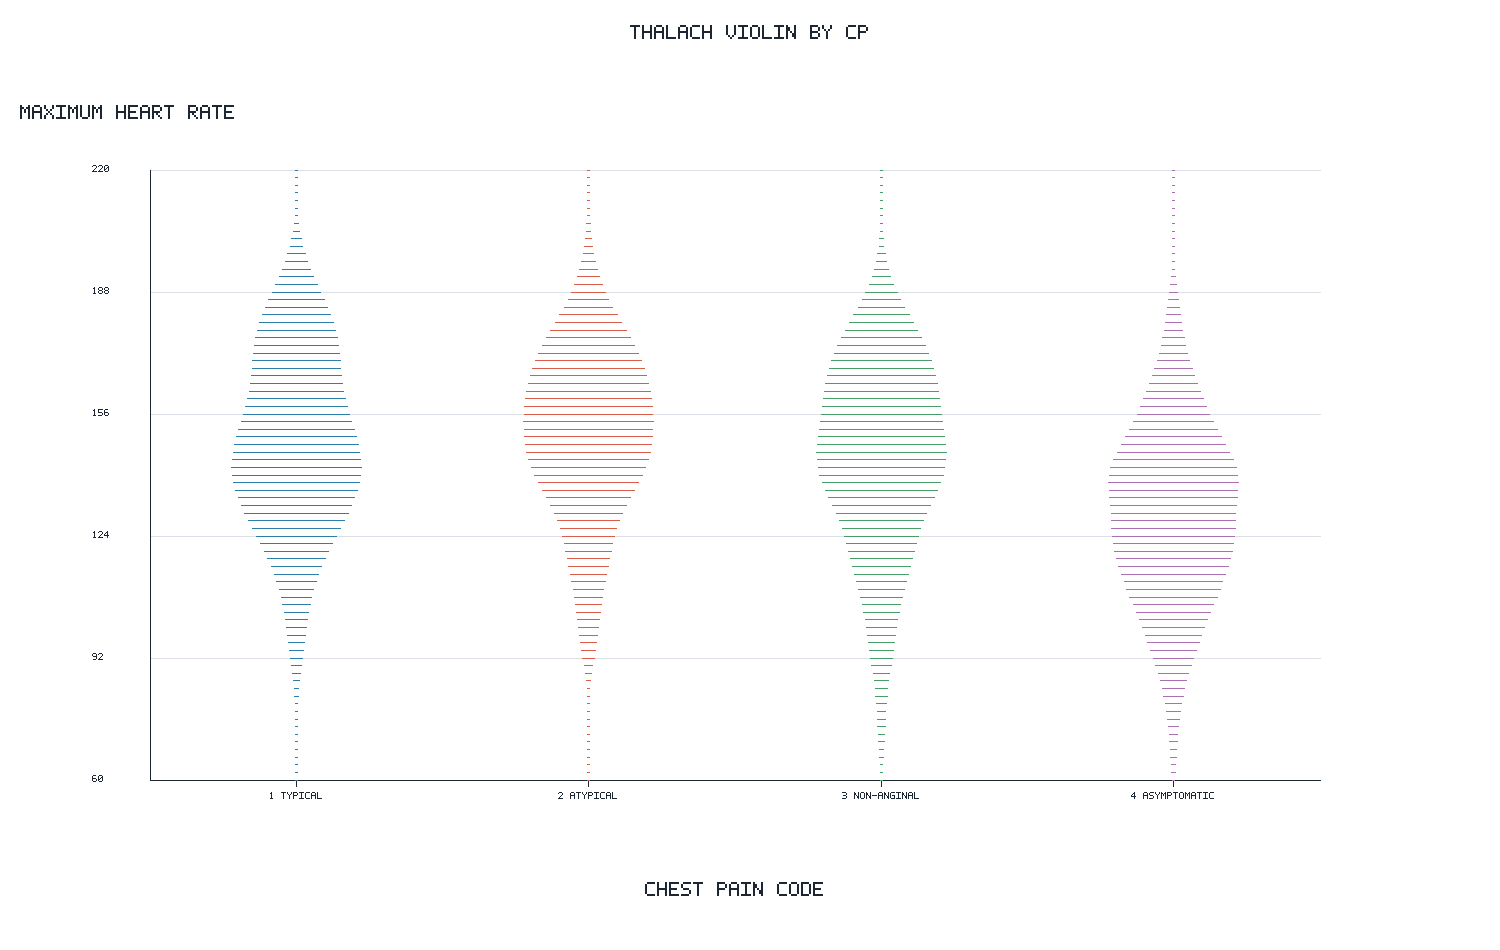 THALACH VIOLIN BY CP
MAXIMUM HEART RATE
220
188
156
124
92
60
1 TYPICAL
2 ATYPICAL
3 NON-ANGINAL
4 ASYMPTOMATIC
CHEST PAIN CODE